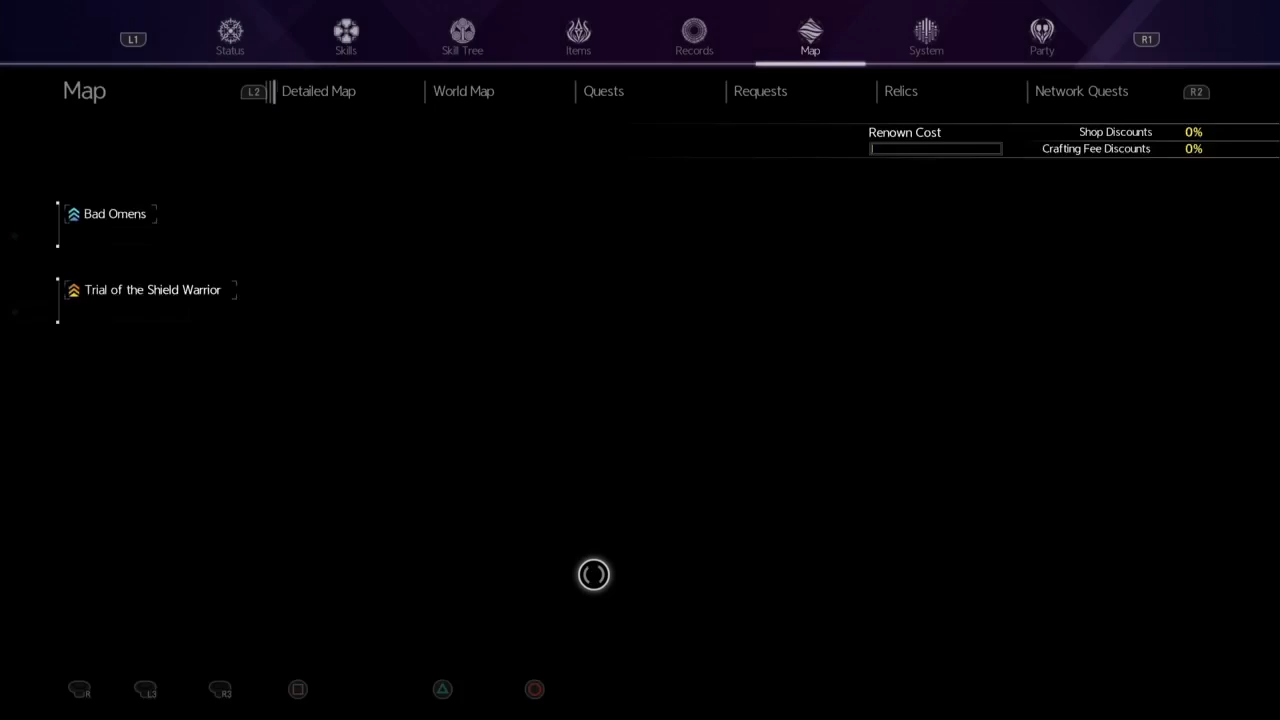 L1
Status
Skills
Skill Tree
Items
Records
Map
System
Party
R1
Map
L2
Detailed Map
World Map
Quests
Requests
Relics
Network Quests
R2
Renown Cost
Shop Discounts 0%
Crafting Fee Discounts 0%
Bad Omens
Trial of the Shield Warrior
R
L3
R3